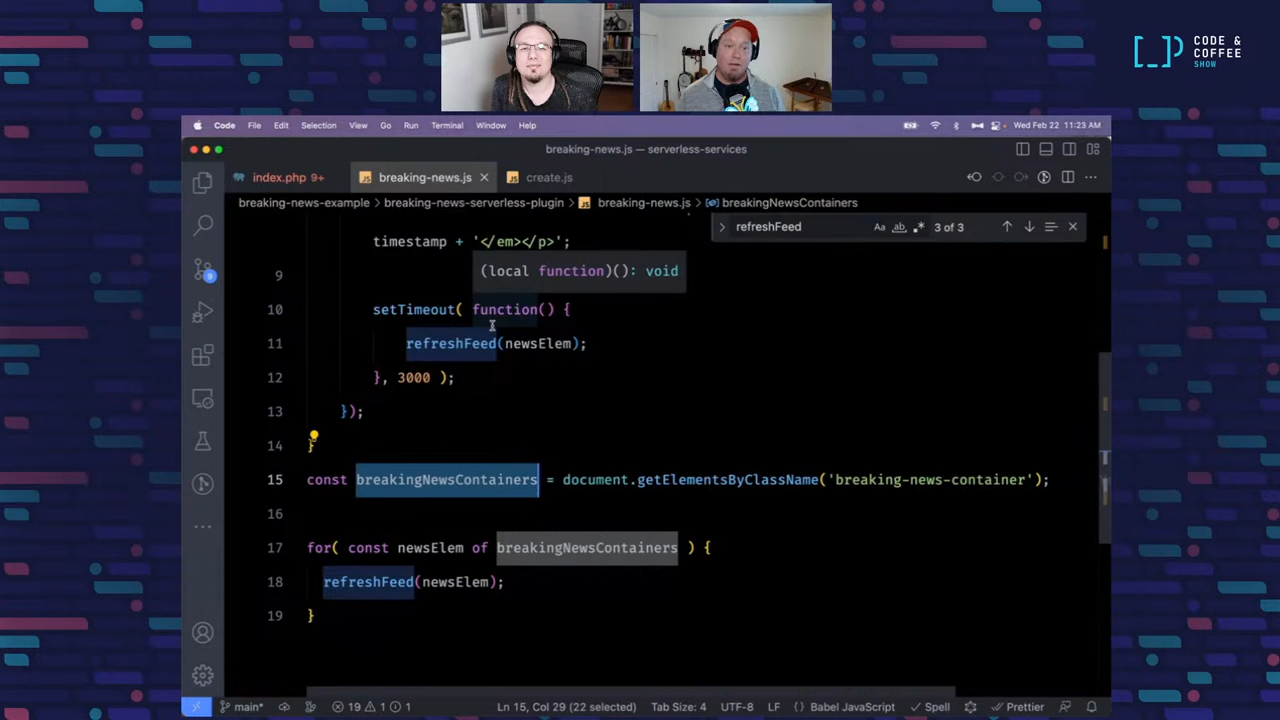 CODE &
COFFEE
SHOW
Code File Edit Selection View Go Run Terminal Window Help Wed Feb 22 11:23 AM
breaking-news.js — serverless-services
index.php 9+ breaking-news.js create.js
breaking-news-example › breaking-news-serverless-plugin › breaking-news.js › breakingNewsContainers
refreshFeed Aa ab .* 3 of 3
timestamp + '</em></p>';
9
(local function)(): void
10 setTimeout( function() {
11 refreshFeed(newsElem);
12 }, 3000 );
13 });
14 }
15 const breakingNewsContainers = document.getElementsByClassName('breaking-news-container');
16
17 for( const newsElem of breakingNewsContainers ) {
18 refreshFeed(newsElem);
19 }
main* 19 1 1 Ln 15, Col 29 (22 selected) Tab Size: 4 UTF-8 LF {} Babel JavaScript Spell Prettier